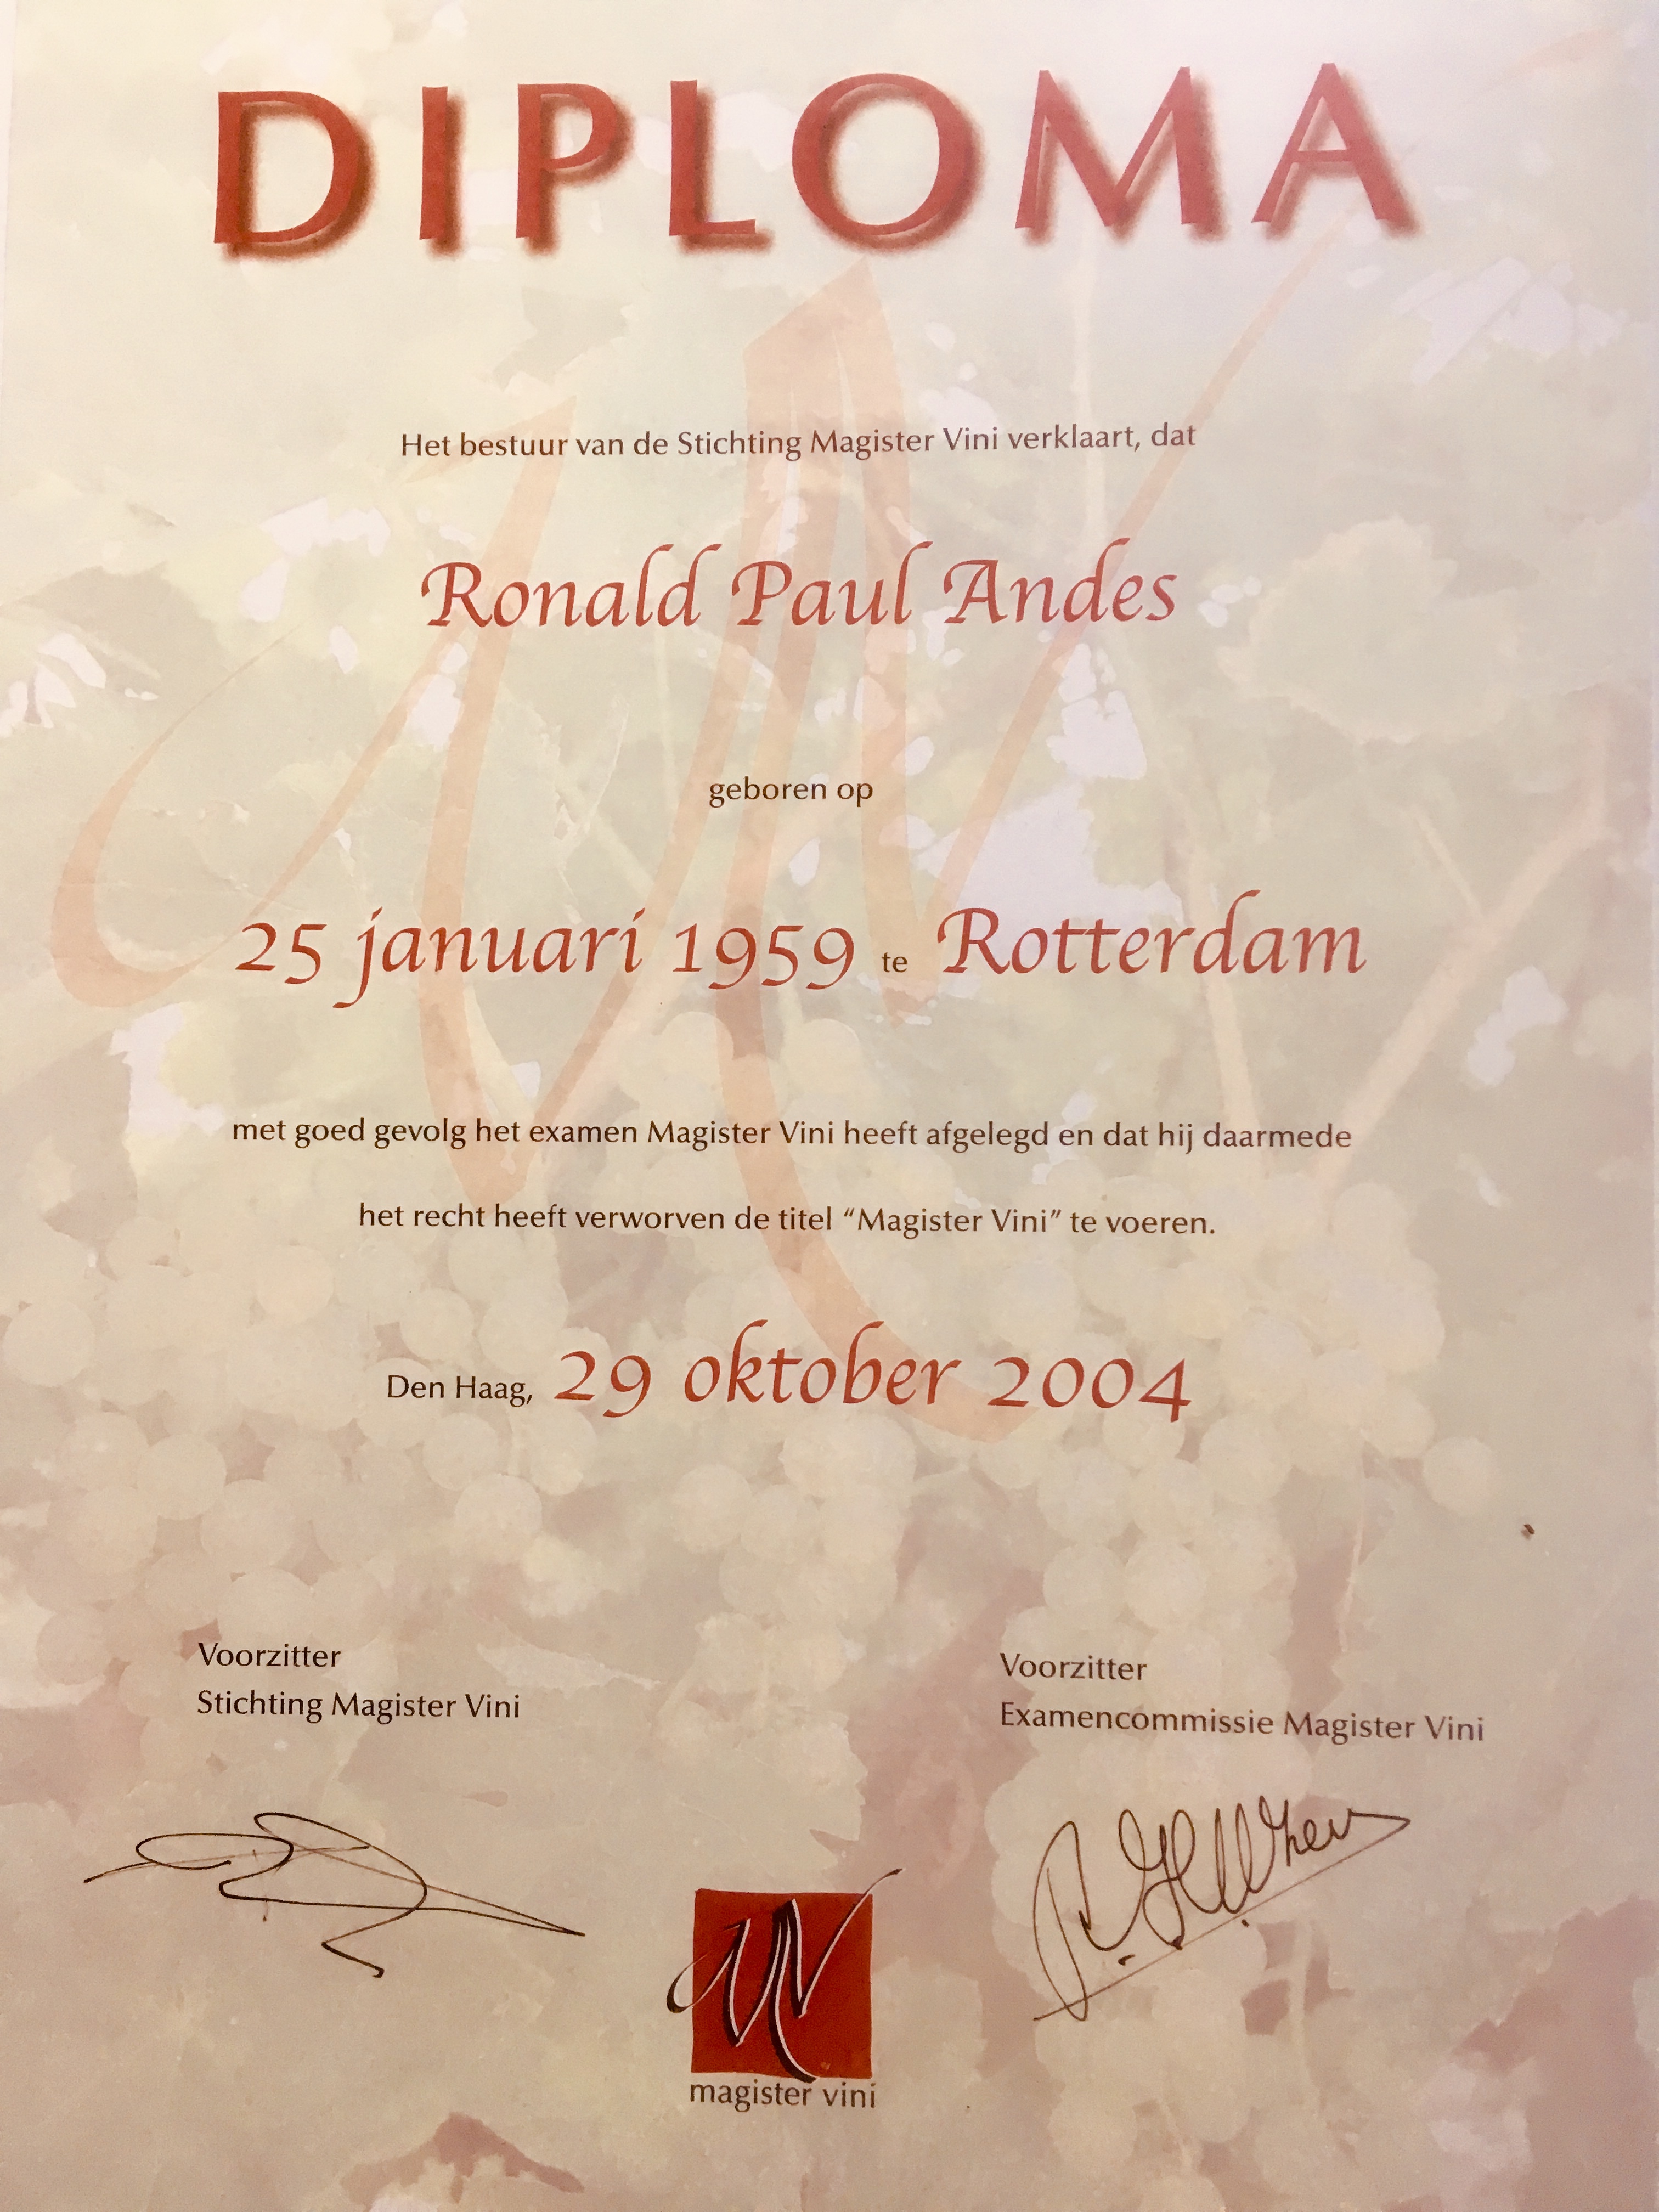 DIPLOMA
Het bestuur van de Stichting Magister Vini verklaart, dat
Ronald Paul Andes
geboren op
25 januari 1959 te Rotterdam
met goed gevolg het examen Magister Vini heeft afgelegd en dat hij daarmede
het recht heeft verworven de titel “Magister Vini” te voeren.
Den Haag, 29 oktober 2004
Voorzitter
Stichting Magister Vini
Voorzitter
Examencommissie Magister Vini
magister vini